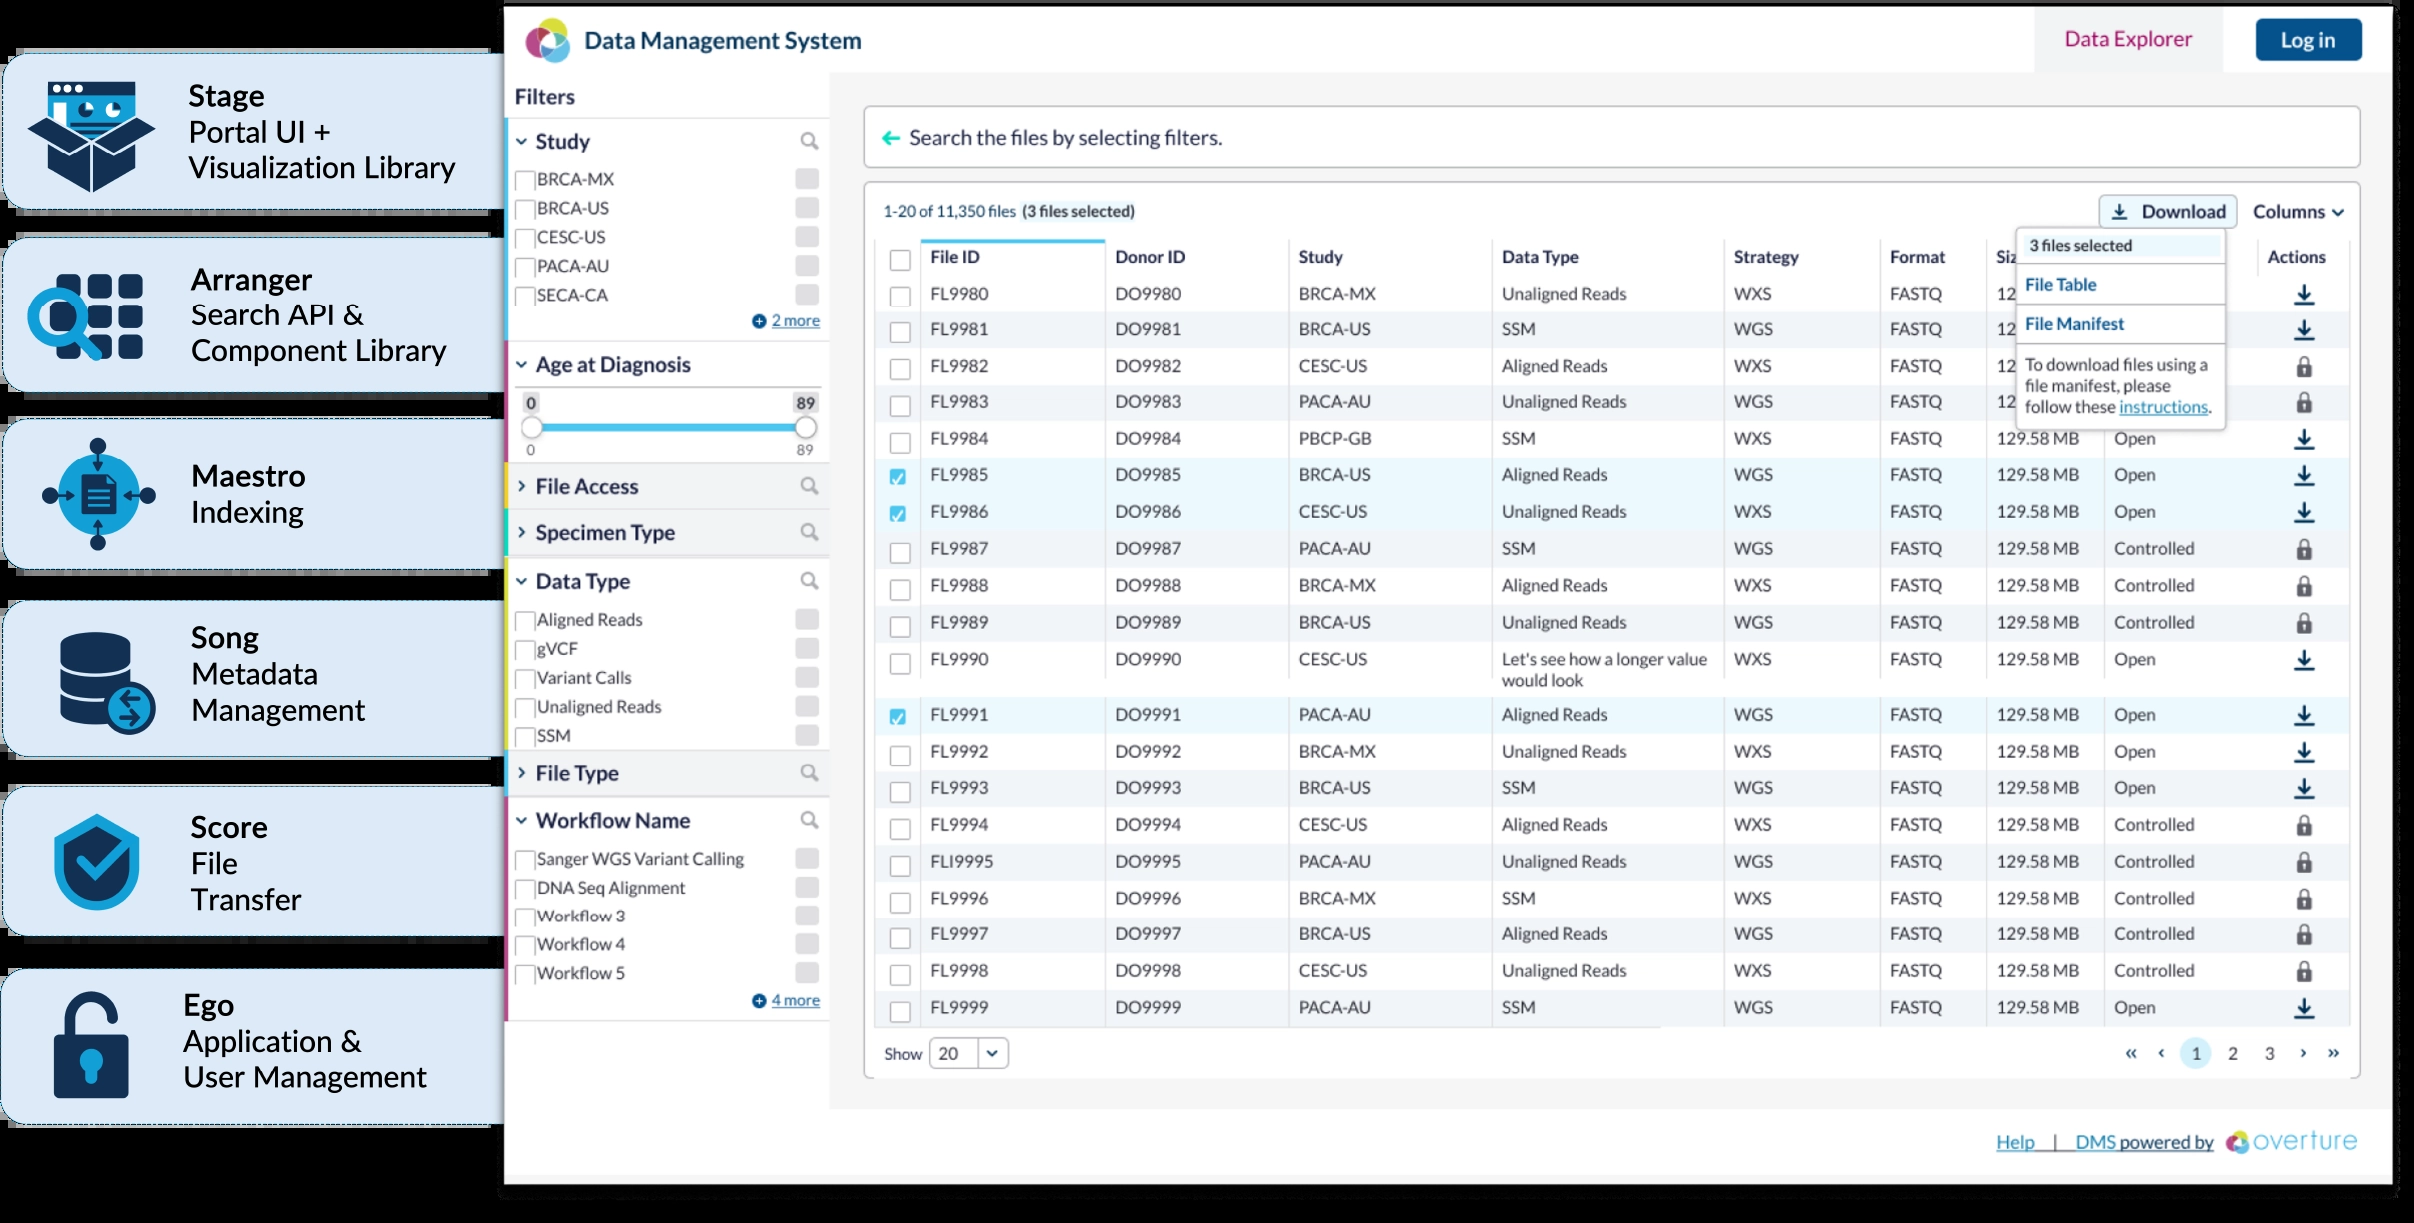 Stage
Portal UI +
Visualization Library
Arranger
Search API &
Component Library
Maestro
Indexing
Song
Metadata
Management
Score
File
Transfer
Ego
Application &
User Management
Data Management System
Data Explorer
Log in
Filters
Study
BRCA-MX
BRCA-US
CESC-US
PACA-AU
SECA-CA
2 more
Age at Diagnosis
0 89
0 89
File Access
Specimen Type
Data Type
Aligned Reads
gVCF
Variant Calls
Unaligned Reads
SSM
File Type
Workflow Name
Sanger WGS Variant Calling
DNA Seq Alignment
Workflow 3
Workflow 4
Workflow 5
4 more
Search the files by selecting filters.
1-20 of 11,350 files (3 files selected)
Download
Columns
3 files selected
File Table
File Manifest
To download files using a
file manifest, please
follow these instructions.
File ID Donor ID Study Data Type Strategy Format Siz Actions
FL9980 DO9980 BRCA-MX Unaligned Reads WXS FASTQ 12
FL9981 DO9981 BRCA-US SSM WGS FASTQ 12
FL9982 DO9982 CESC-US Aligned Reads WXS FASTQ 12
FL9983 DO9983 PACA-AU Unaligned Reads WGS FASTQ 12
FL9984 DO9984 PBCP-GB SSM WXS FASTQ 129.58 MB Open
FL9985 DO9985 BRCA-US Aligned Reads WGS FASTQ 129.58 MB Open
FL9986 DO9986 CESC-US Unaligned Reads WXS FASTQ 129.58 MB Open
FL9987 DO9987 PACA-AU SSM WGS FASTQ 129.58 MB Controlled
FL9988 DO9988 BRCA-MX Aligned Reads WXS FASTQ 129.58 MB Controlled
FL9989 DO9989 BRCA-US Unaligned Reads WGS FASTQ 129.58 MB Controlled
FL9990 DO9990 CESC-US Let's see how a longer value WXS FASTQ 129.58 MB Open
would look
FL9991 DO9991 PACA-AU Aligned Reads WGS FASTQ 129.58 MB Open
FL9992 DO9992 BRCA-MX Unaligned Reads WXS FASTQ 129.58 MB Open
FL9993 DO9993 BRCA-US SSM WGS FASTQ 129.58 MB Open
FL9994 DO9994 CESC-US Aligned Reads WXS FASTQ 129.58 MB Controlled
FLI9995 DO9995 PACA-AU Unaligned Reads WGS FASTQ 129.58 MB Controlled
FL9996 DO9996 BRCA-MX SSM WXS FASTQ 129.58 MB Controlled
FL9997 DO9997 BRCA-US Aligned Reads WGS FASTQ 129.58 MB Controlled
FL9998 DO9998 CESC-US Unaligned Reads WXS FASTQ 129.58 MB Controlled
FL9999 DO9999 PACA-AU SSM WGS FASTQ 129.58 MB Open
Show 20
« ‹ 1 2 3 › »
Help | DMS powered by overture